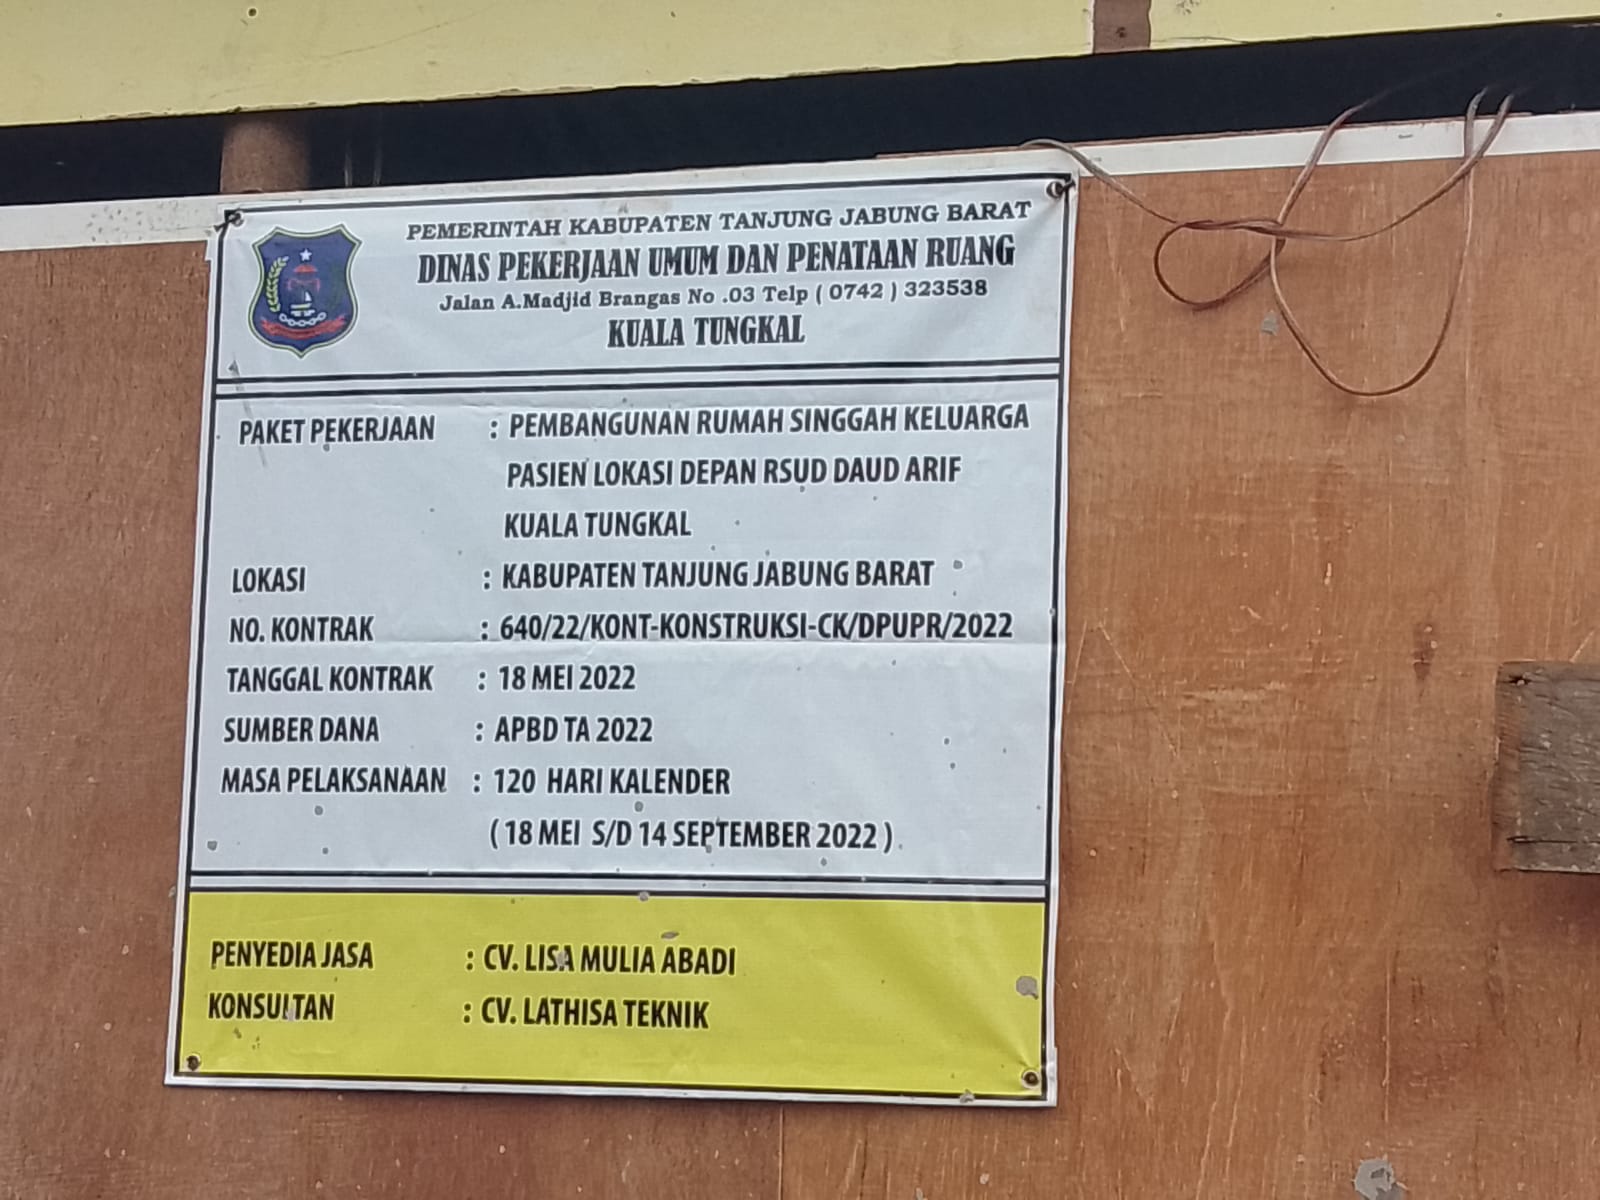 PEMERINTAH KABUPATEN TANJUNG JABUNG BARAT
DINAS PEKERJAAN UMUM DAN PENATAAN RUANG
Jalan A.Madjid Brangas No .03 Telp ( 0742 ) 323538
KUALA TUNGKAL
PAKET PEKERJAAN : PEMBANGUNAN RUMAH SINGGAH KELUARGA
PASIEN LOKASI DEPAN RSUD DAUD ARIF
KUALA TUNGKAL
LOKASI : KABUPATEN TANJUNG JABUNG BARAT
NO. KONTRAK : 640/22/KONT-KONSTRUKSI-CK/DPUPR/2022
TANGGAL KONTRAK : 18 MEI 2022
SUMBER DANA : APBD TA 2022
MASA PELAKSANAAN : 120 HARI KALENDER
( 18 MEI S/D 14 SEPTEMBER 2022 )
PENYEDIA JASA : CV. LISA MULIA ABADI
KONSULTAN : CV. LATHISA TEKNIK